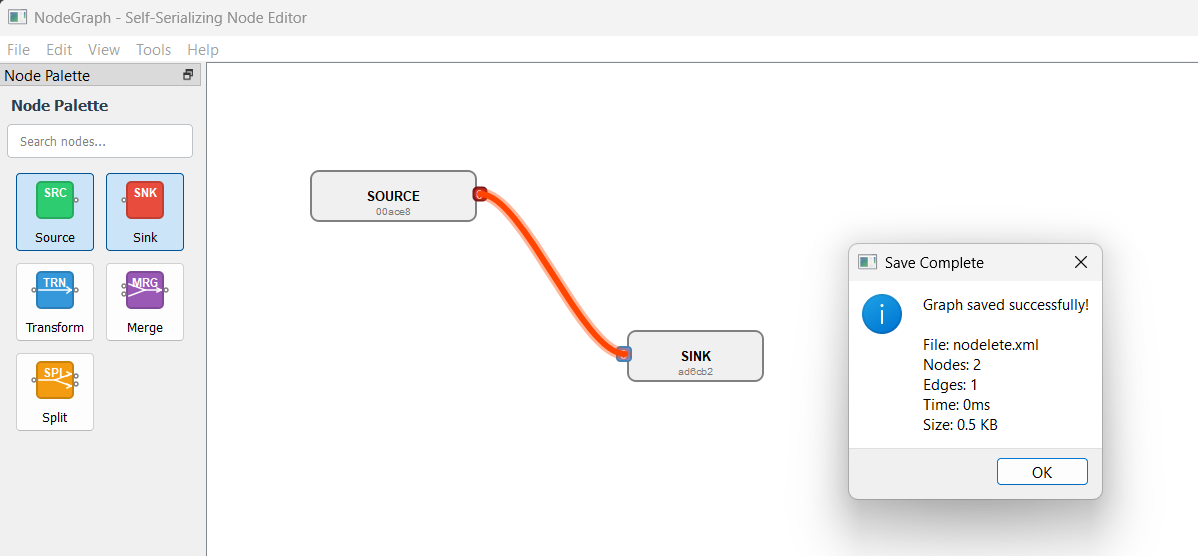 NodeGraph - Self-Serializing Node Editor
File Edit View Tools Help
Node Palette
Node Palette
Search nodes...
SRC
SNK
Source
Sink
TRN
MRG
Transform
Merge
SPL
Split
SOURCE
00ace8
SINK
ad6cb2
Save Complete
Graph saved successfully!
File: nodelete.xml
Nodes: 2
Edges: 1
Time: 0ms
Size: 0.5 KB
OK